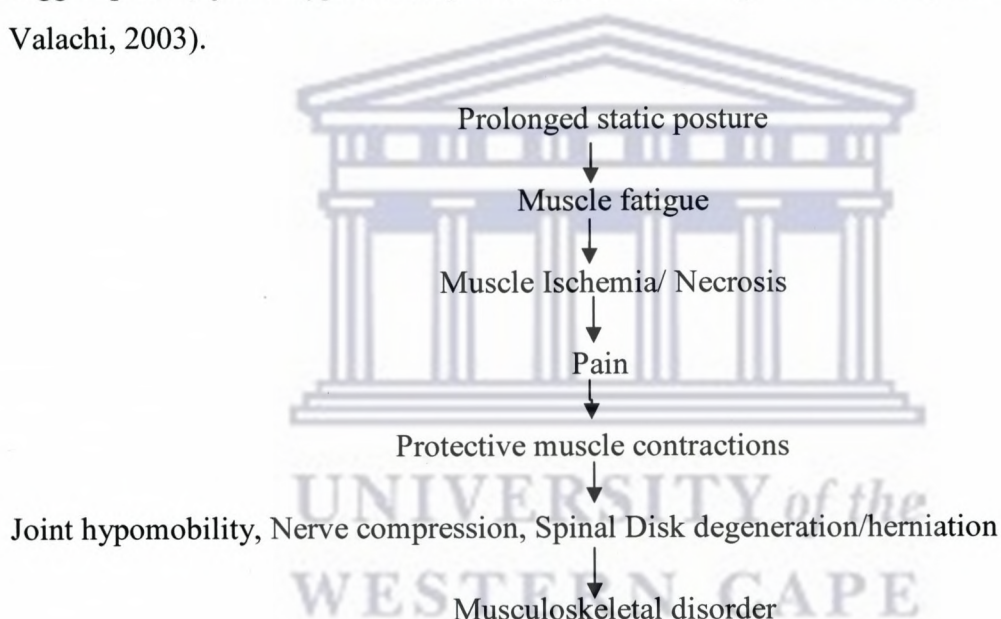 Valachi, 2003).
Prolonged static posture
Muscle fatigue
Muscle Ischemia/ Necrosis
Pain
Protective muscle contractions
UNIVERSITY of the
Joint hypomobility, Nerve compression, Spinal Disk degeneration/herniation
WESTERN CAPE
Musculoskeletal disorder